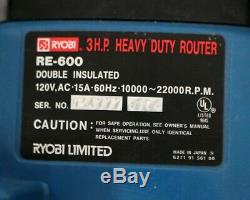 RYOBI 3 H.P. HEAVY DUTY ROUTER
RE-600
DOUBLE INSULATED
120V, AC·15A·60Hz·10000~22000R.P.M.
SER. NO.
UL
LISTED
CAUTION • FOR SAFE OPERATION, SEE OWNER'S MANUAL
WHEN SERVICING, USE ONLY IDENTICAL
REPLACEMENT PARTS.
RYOBI LIMITED
MADE IN JAPAN